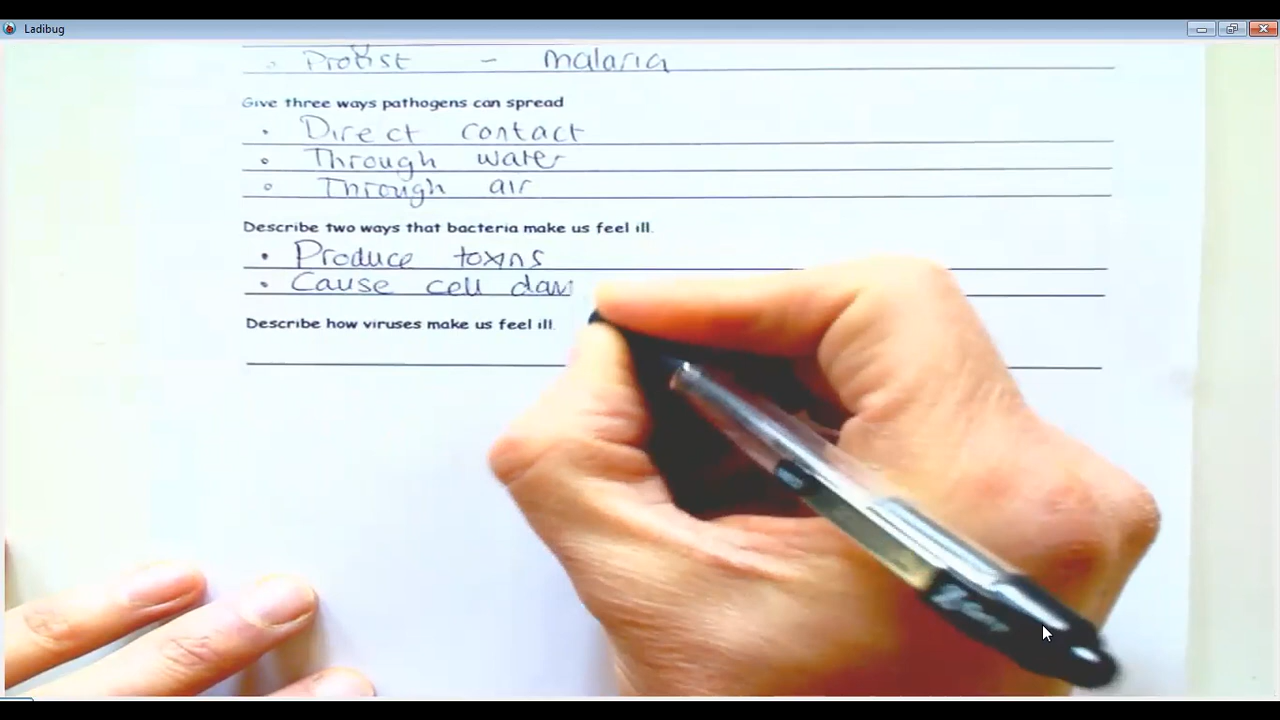 Ladibug
• Protist - malaria
Give three ways pathogens can spread
• Direct contact
• Through water
• Through air
Describe two ways that bacteria make us feel ill.
• Produce toxins
• Cause cell dam
Describe how viruses make us feel ill.